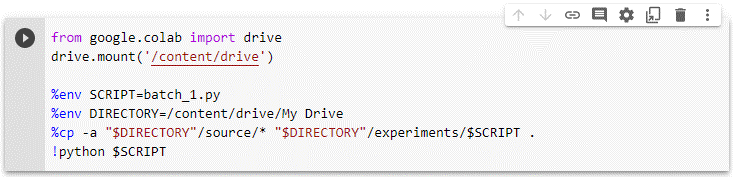 from google.colab import drive
drive.mount('/content/drive')
%env SCRIPT=batch_1.py
%env DIRECTORY=/content/drive/My Drive
%cp -a "$DIRECTORY"/source/* "$DIRECTORY"/experiments/$SCRIPT .
!python $SCRIPT